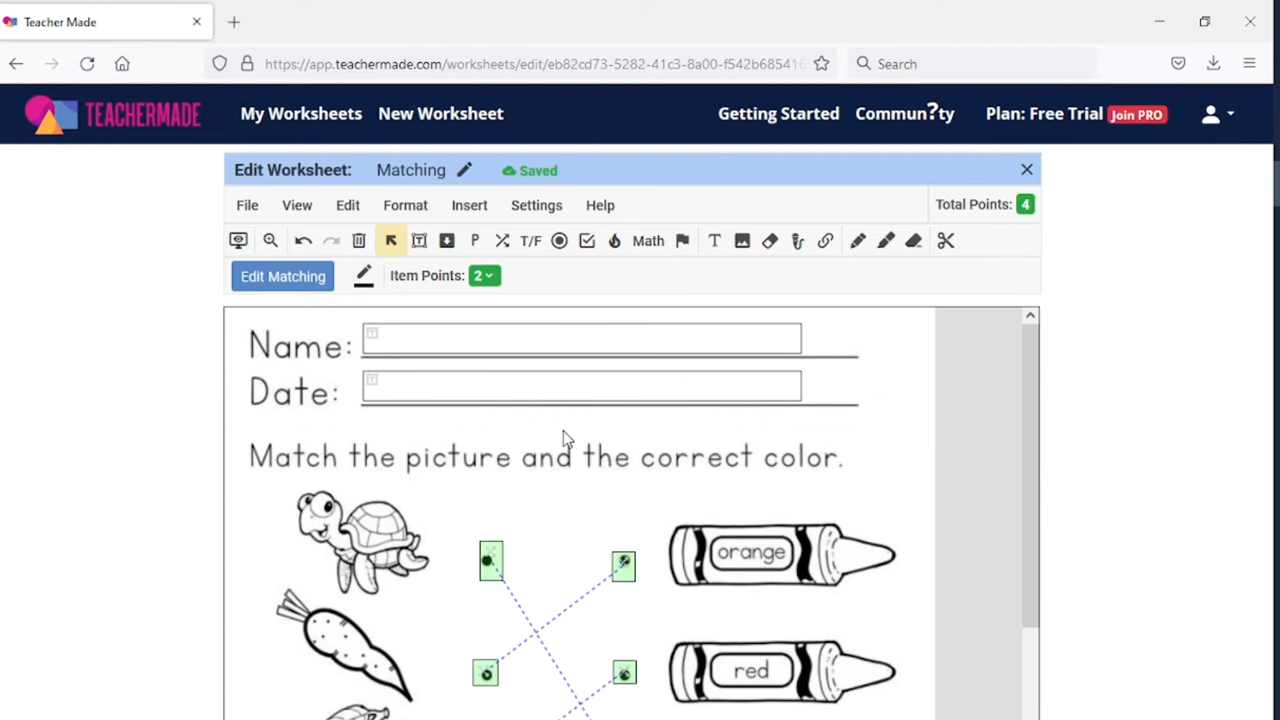 Teacher Made
https://app.teachermade.com/worksheets/edit/eb82cd73-5282-41c3-8a00-f542b685416
Search
TEACHERMADE
My Worksheets
New Worksheet
Getting Started
Commun?ty
Plan: Free Trial
Join PRO
Edit Worksheet:
Matching
Saved
File
View
Edit
Format
Insert
Settings
Help
Total Points: 4
T
P
T/F
Math
T
Edit Matching
Item Points: 2
Name:
T
Date:
T
Match the picture and the correct color.
orange
red